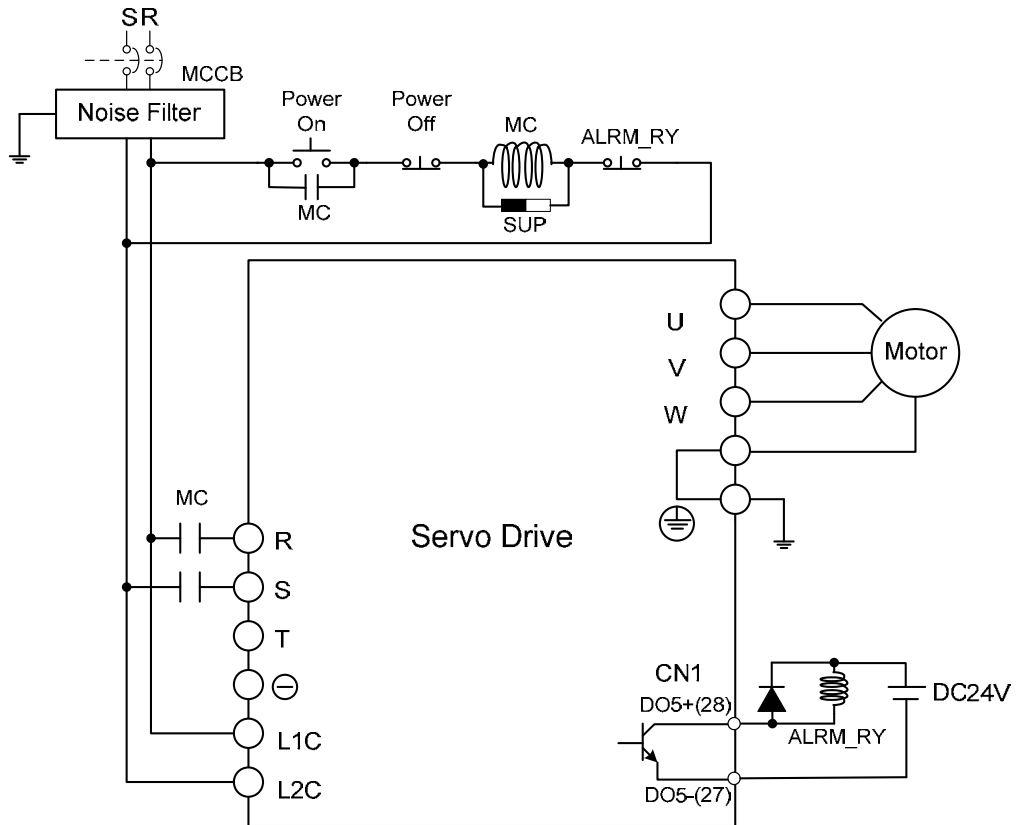 SR
MCCB
Noise Filter
Power
On
Power
Off
MC
ALRM_RY
MC
SUP
U
V
W
Motor
MC
R
S
T
Servo Drive
L1C
L2C
CN1
DO5+(28)
DO5-(27)
ALRM_RY
DC24V